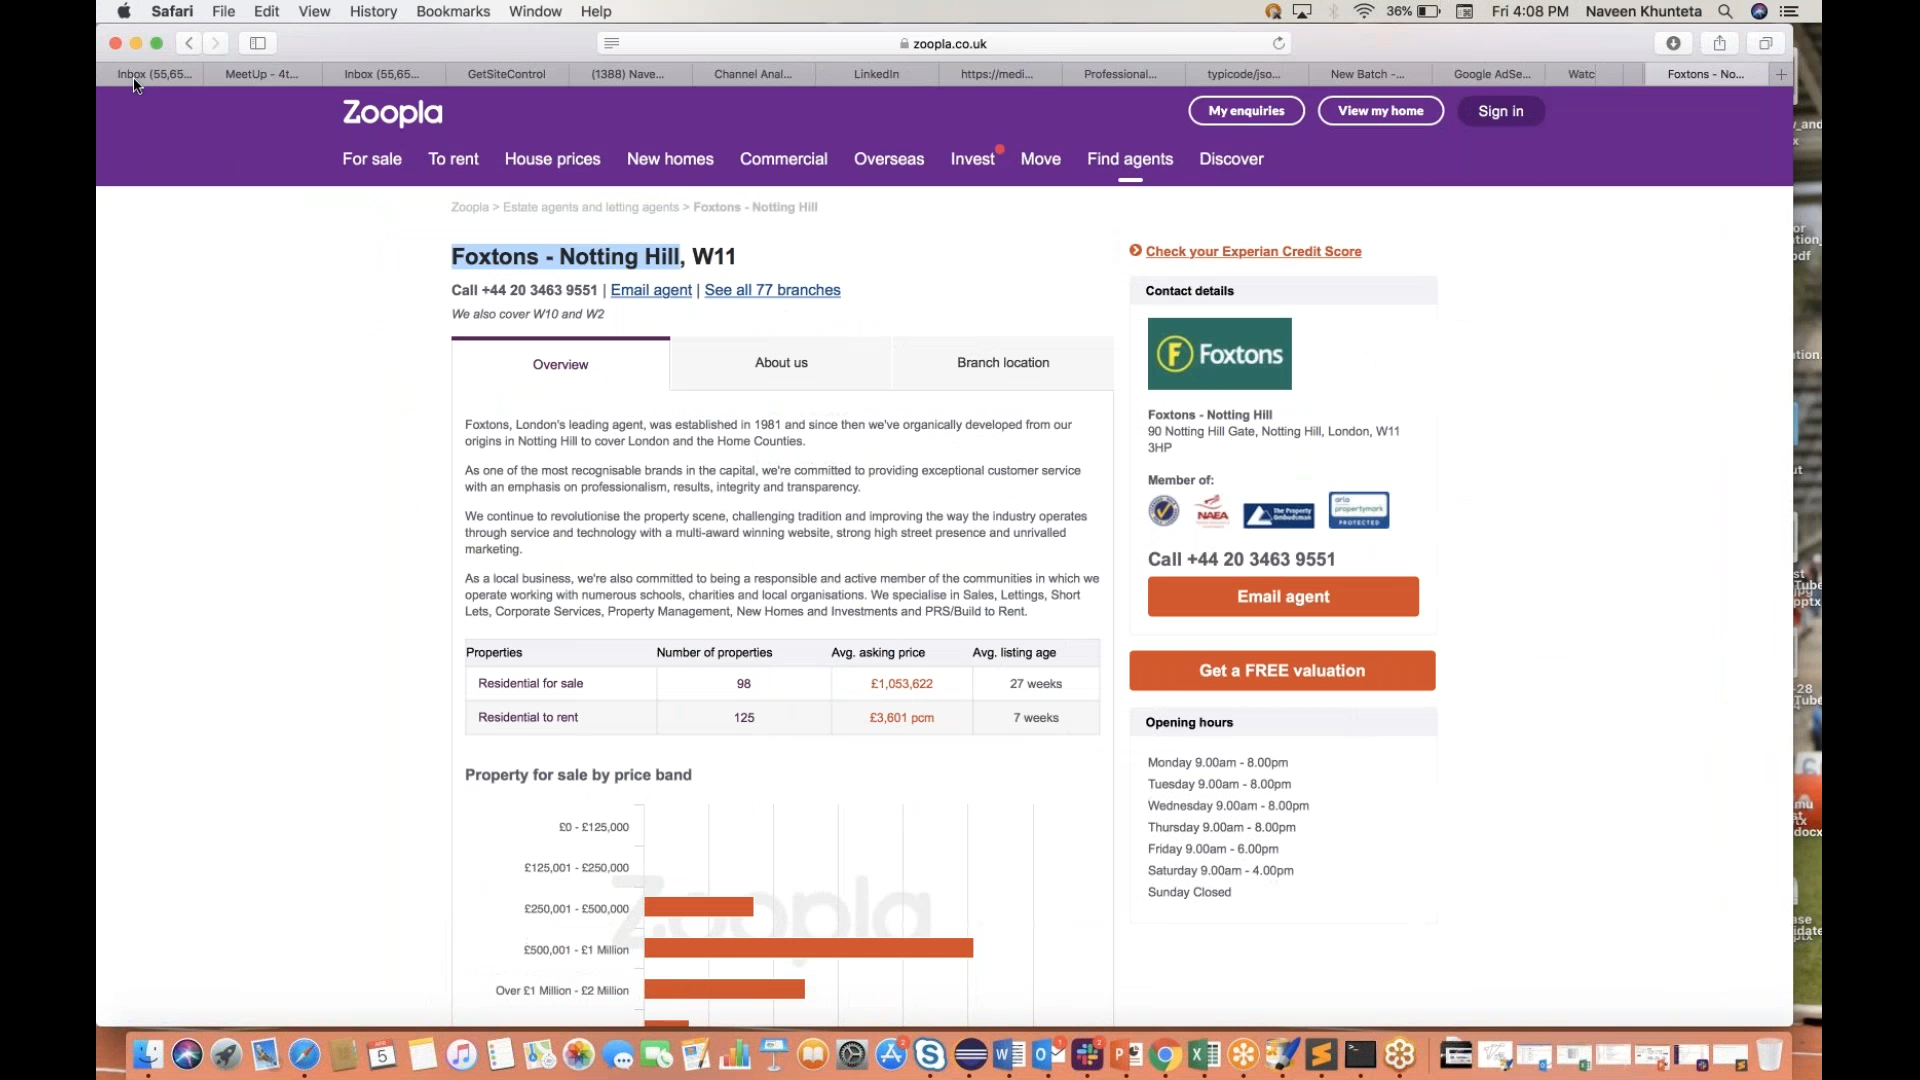 Safari File Edit View History Bookmarks Window Help 36% Fri 4:08 PM Naveen Khunteta
zoopla.co.uk
Inbox (55,65... MeetUp - 4t... Inbox (55,65... GetSiteControl (1388) Nave... Channel Anal... LinkedIn https://medi... Professional... typicode/jso... New Batch -... Google AdSe... Watc Foxtons - No...
Zoopla
My enquiries View my home Sign in
For sale To rent House prices New homes Commercial Overseas Invest Move Find agents Discover
Zoopla > Estate agents and letting agents > Foxtons - Notting Hill
Foxtons - Notting Hill, W11
Call +44 20 3463 9551 | Email agent | See all 77 branches
We also cover W10 and W2
Overview About us Branch location
Foxtons, London's leading agent, was established in 1981 and since then we've organically developed from our
origins in Notting Hill to cover London and the Home Counties.
As one of the most recognisable brands in the capital, we're committed to providing exceptional customer service
with an emphasis on professionalism, results, integrity and transparency.
We continue to revolutionise the property scene, challenging tradition and improving the way the industry operates
through service and technology with a multi-award winning website, strong high street presence and unrivalled
marketing.
As a local business, we're also committed to being a responsible and active member of the communities in which we
operate working with numerous schools, charities and local organisations. We specialise in Sales, Lettings, Short
Lets, Corporate Services, Property Management, New Homes and Investments and PRS/Build to Rent.
Properties Number of properties Avg. asking price Avg. listing age
Residential for sale 98 £1,053,622 27 weeks
Residential to rent 125 £3,601 pcm 7 weeks
Property for sale by price band
£0 - £125,000
£125,001 - £250,000
£250,001 - £500,000
£500,001 - £1 Million
Over £1 Million - £2 Million
Zoopla
Check your Experian Credit Score
Contact details
Foxtons
Foxtons - Notting Hill
90 Notting Hill Gate, Notting Hill, London, W11
3HP
Member of:
NAEA
The Property
Ombudsman
arla
propertymark
PROTECTED
Call +44 20 3463 9551
Email agent
Get a FREE valuation
Opening hours
Monday 9.00am - 8.00pm
Tuesday 9.00am - 8.00pm
Wednesday 9.00am - 8.00pm
Thursday 9.00am - 8.00pm
Friday 9.00am - 6.00pm
Saturday 9.00am - 4.00pm
Sunday Closed